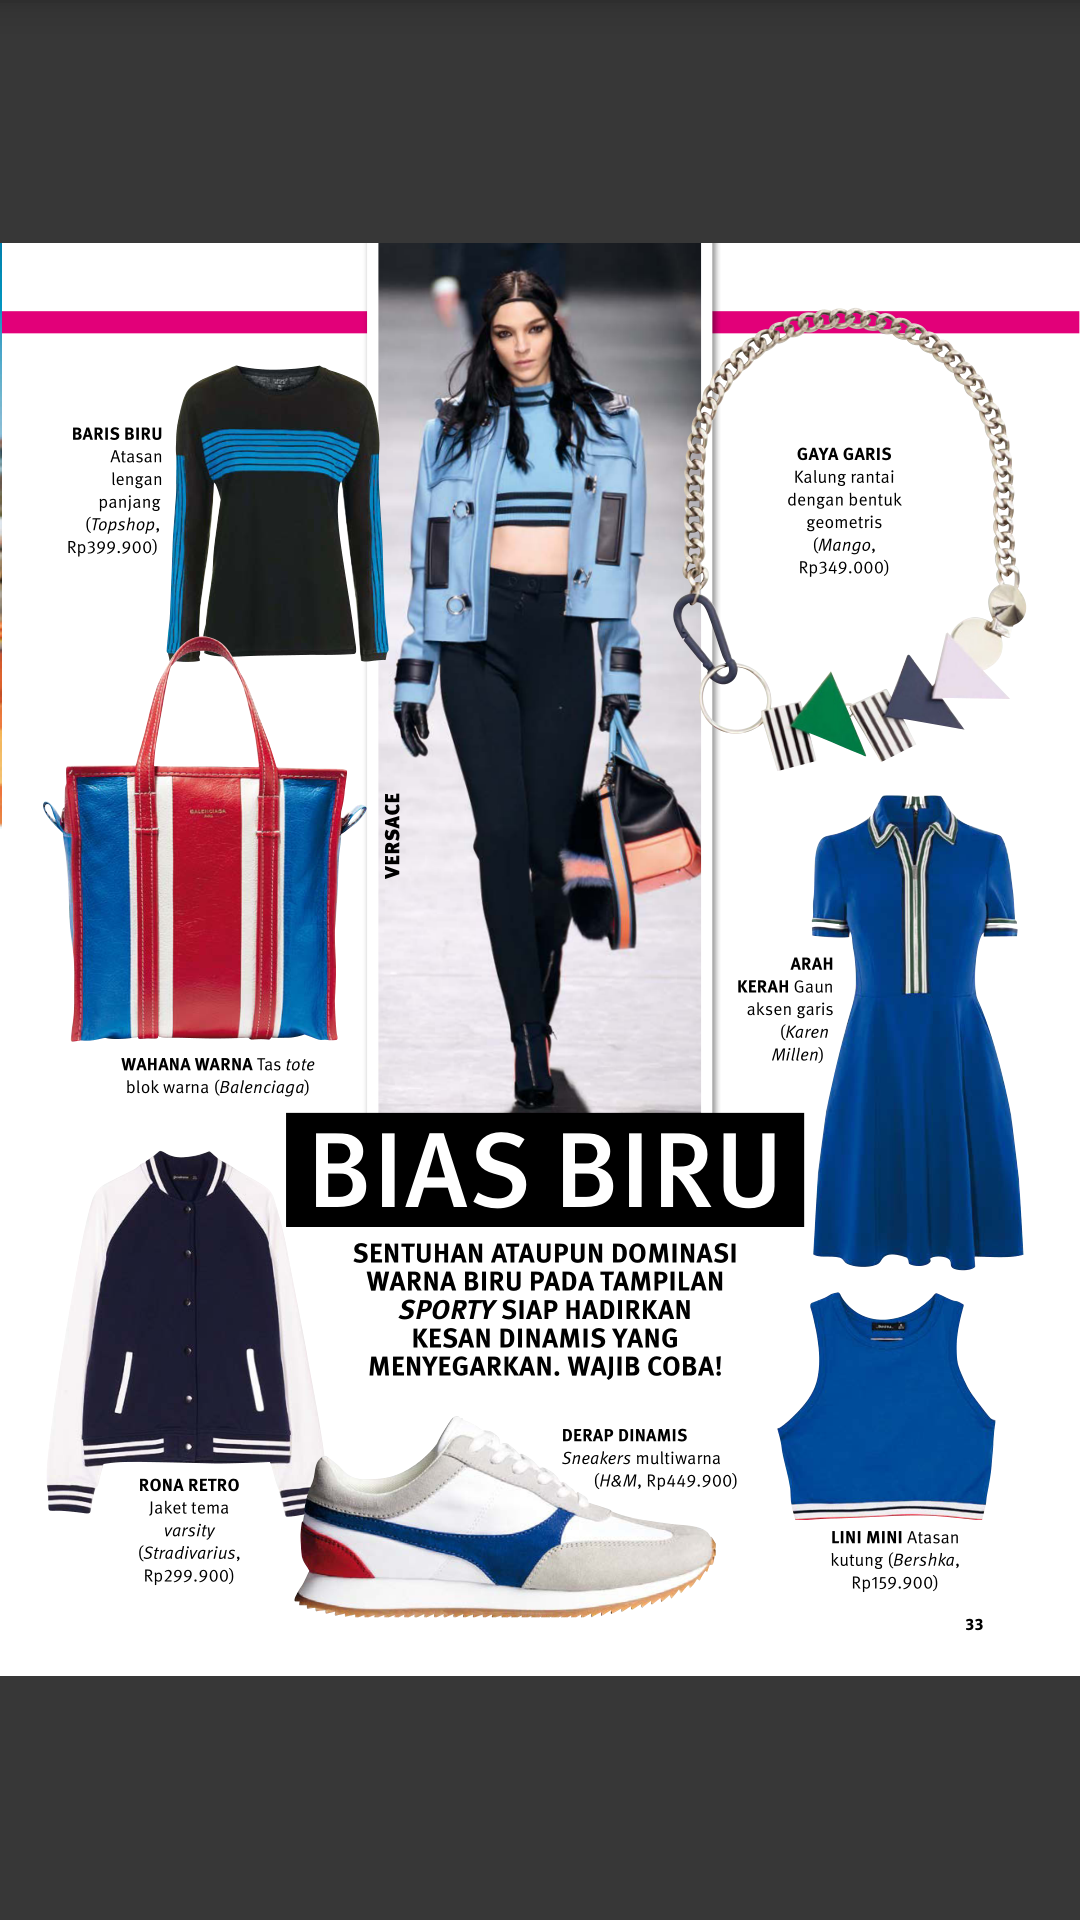 BARIS BIRU
Atasan
lengan
panjang
(Topshop,
Rp399.900)
GAYA GARIS
Kalung rantai
dengan bentuk
geometris
(Mango,
Rp349.000)
BALENCIAGA
VERSACE
ARAH
KERAH Gaun
aksen garis
(Karen
Millen)
WAHANA WARNA Tas tote
blok warna (Balenciaga)
BIAS BIRU
SENTUHAN ATAUPUN DOMINASI
WARNA BIRU PADA TAMPILAN
SPORTY SIAP HADIRKAN
KESAN DINAMIS YANG
MENYEGARKAN. WAJIB COBA!
DERAP DINAMIS
Sneakers multiwarna
(H&M, Rp449.900)
RONA RETRO
Jaket tema
varsity
(Stradivarius,
Rp299.900)
LINI MINI Atasan
kutung (Bershka,
Rp159.900)
33